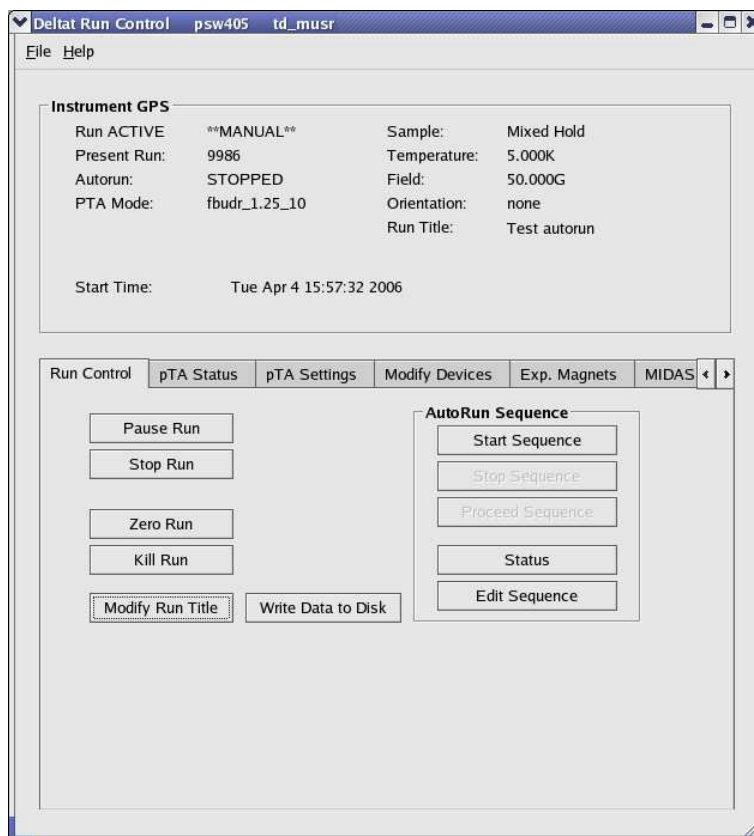 Deltat Run Control psw405 td_musr
File Help
Instrument GPS
Run ACTIVE **MANUAL** Sample: Mixed Hold
Present Run: 9986 Temperature: 5.000K
Autorun: STOPPED Field: 50.000G
PTA Mode: fbudr_1.25_10 Orientation: none
Run Title: Test autorun
Start Time: Tue Apr 4 15:57:32 2006
Run Control pTA Status pTA Settings Modify Devices Exp. Magnets MIDAS
Pause Run
Stop Run
Zero Run
Kill Run
Modify Run Title Write Data to Disk
AutoRun Sequence
Start Sequence
Stop Sequence
Proceed Sequence
Status
Edit Sequence